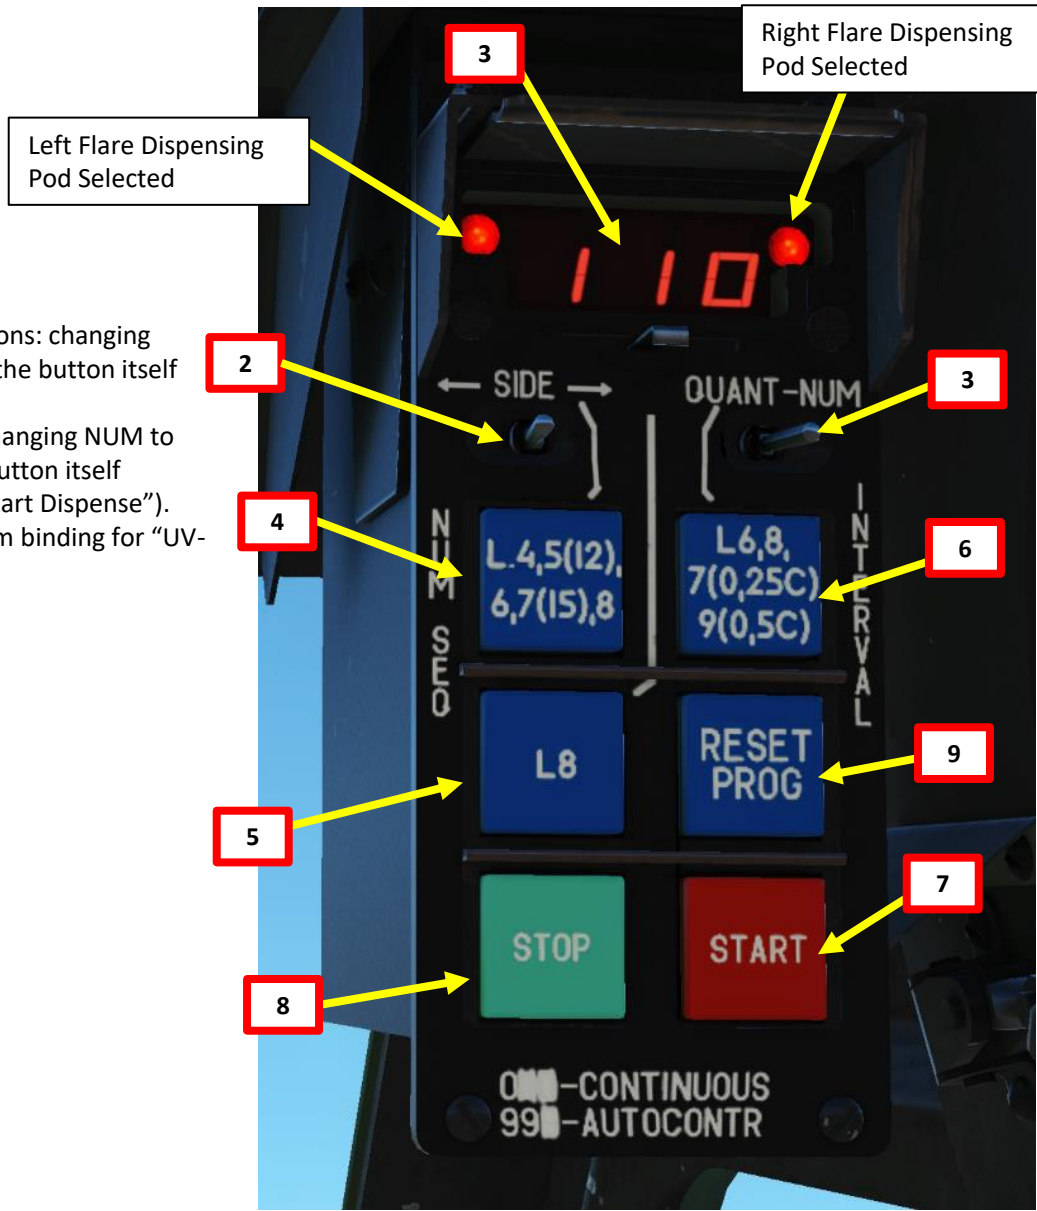 3
Right Flare Dispensing
Pod Selected
Left Flare Dispensing
Pod Selected
110
ons: changing
the button itself
anging NUM to
utton itself
art Dispense”).
m binding for “UV-
2
← SIDE →
QUANT-NUM
3
4
NUM SEQ
L.4,5(12),
6,7(15),8
L6,8,
7(0,25C)
9(0,5C)
INTERVAL
6
5
L8
RESET
PROG
9
7
STOP
START
8
0 -CONTINUOUS
99 -AUTOCONTR